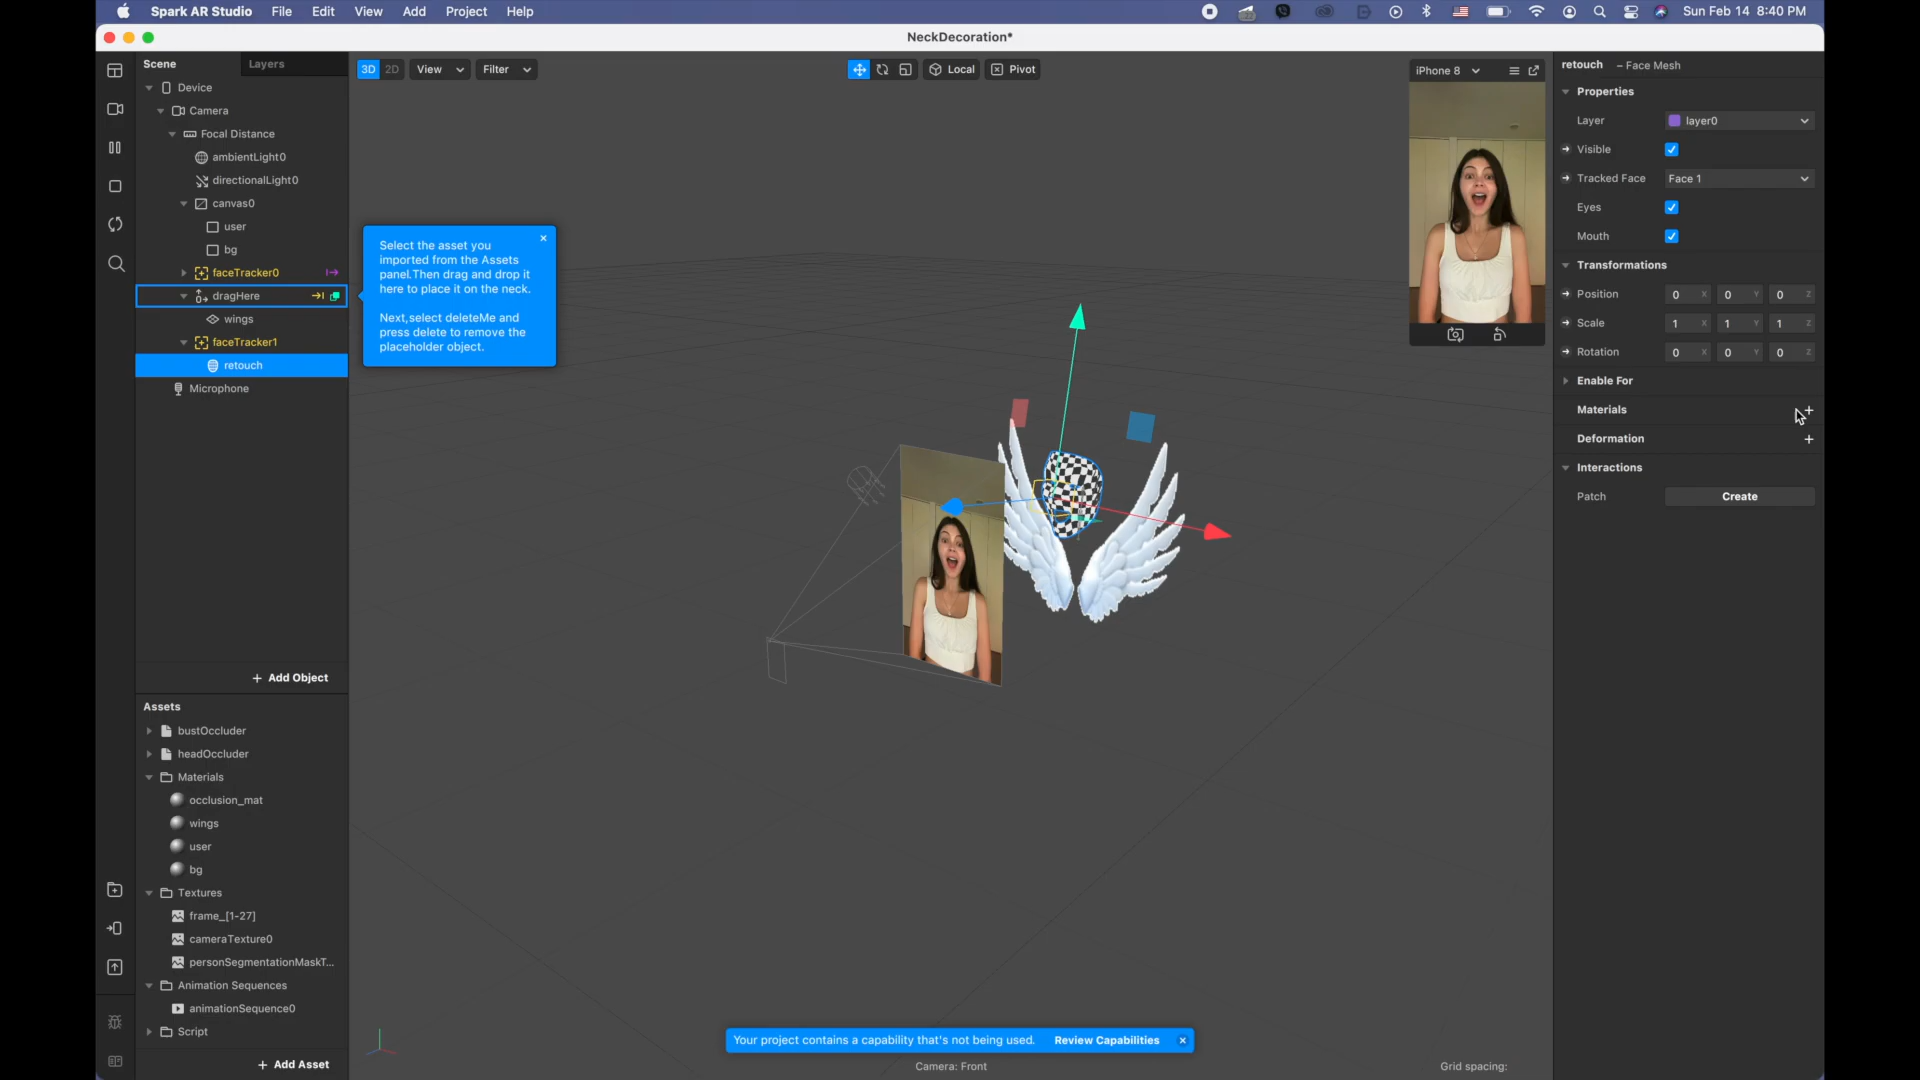 Spark AR Studio File Edit View Add Project Help
Sun Feb 14 8:40 PM
NeckDecoration*
Scene
Layers
Device
Camera
Focal Distance
ambientLight0
directionalLight0
canvas0
user
bg
faceTracker0
dragHere
wings
faceTracker1
retouch
Microphone
+ Add Object
Assets
bustOccluder
headOccluder
Materials
occlusion_mat
wings
user
bg
Textures
frame_[1-27]
cameraTexture0
personSegmentationMaskT...
Animation Sequences
animationSequence0
Script
+ Add Asset
3D 2D View Filter
Local Pivot
Select the asset you
imported from the Assets
panel.Then drag and drop it
here to place it on the neck.
Next,select deleteMe and
press delete to remove the
placeholder object.
iPhone 8
Your project contains a capability that's not being used. Review Capabilities
Camera: Front
Grid spacing:
retouch – Face Mesh
Properties
Layer layer0
Visible
Tracked Face Face 1
Eyes
Mouth
Transformations
Position 0 X 0 Y 0 Z
Scale 1 X 1 Y 1 Z
Rotation 0 X 0 Y 0 Z
Enable For
Materials +
Deformation +
Interactions
Patch Create